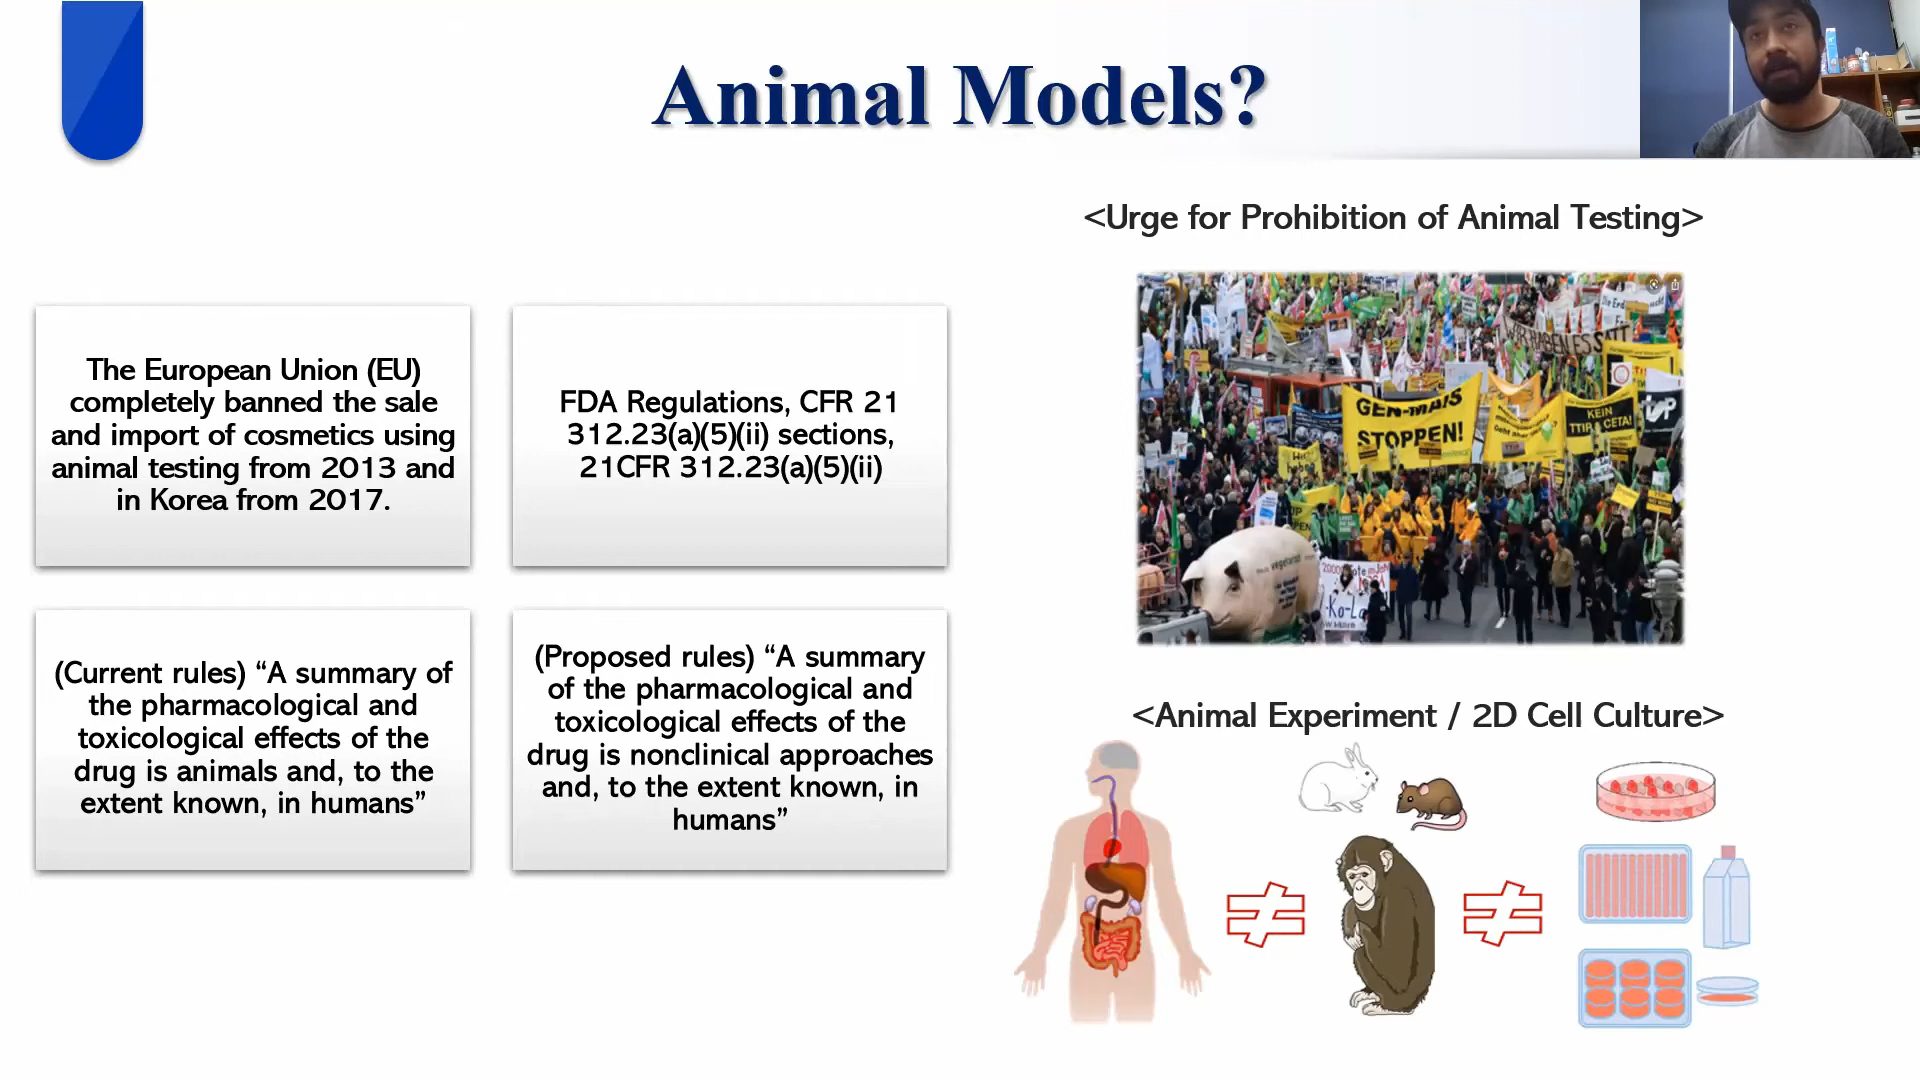 Animal Models?
<Urge for Prohibition of Animal Testing>
The European Union (EU)
completely banned the sale
and import of cosmetics using
animal testing from 2013 and
in Korea from 2017.
FDA Regulations, CFR 21
312.23(a)(5)(ii) sections,
21CFR 312.23(a)(5)(ii)
(Current rules) “A summary of
the pharmacological and
toxicological effects of the
drug is animals and, to the
extent known, in humans”
(Proposed rules) “A summary
of the pharmacological and
toxicological effects of the
drug is nonclinical approaches
and, to the extent known, in
humans”
WIR HABEN ES SATT
GEN-MAIS
STOPPEN!
KEIN
TTIP & CETA!
<Animal Experiment / 2D Cell Culture>